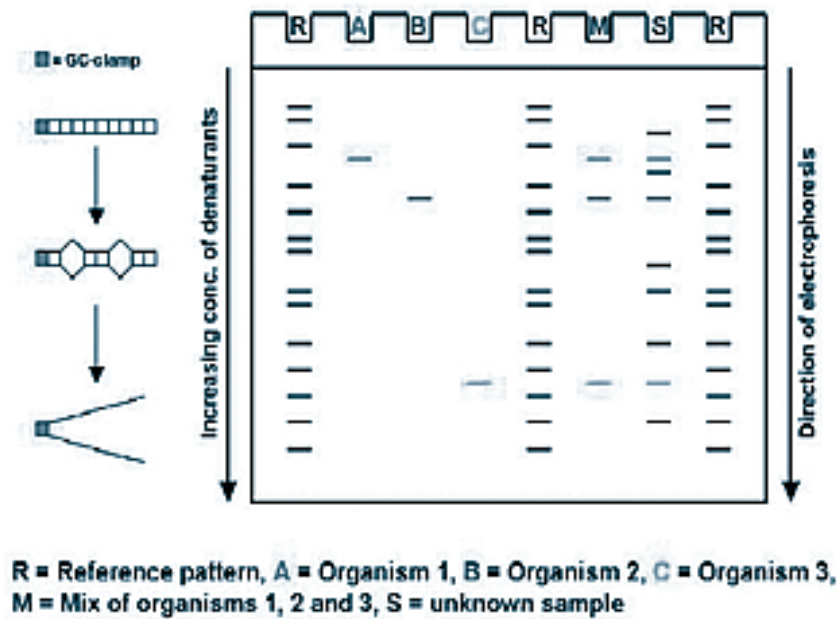 R A B C R M S R
= GC-clamp
Increasing conc. of denaturants
Direction of electrophoresis
R = Reference pattern, A = Organism 1, B = Organism 2, C = Organism 3,
M = Mix of organisms 1, 2 and 3, S = unknown sample